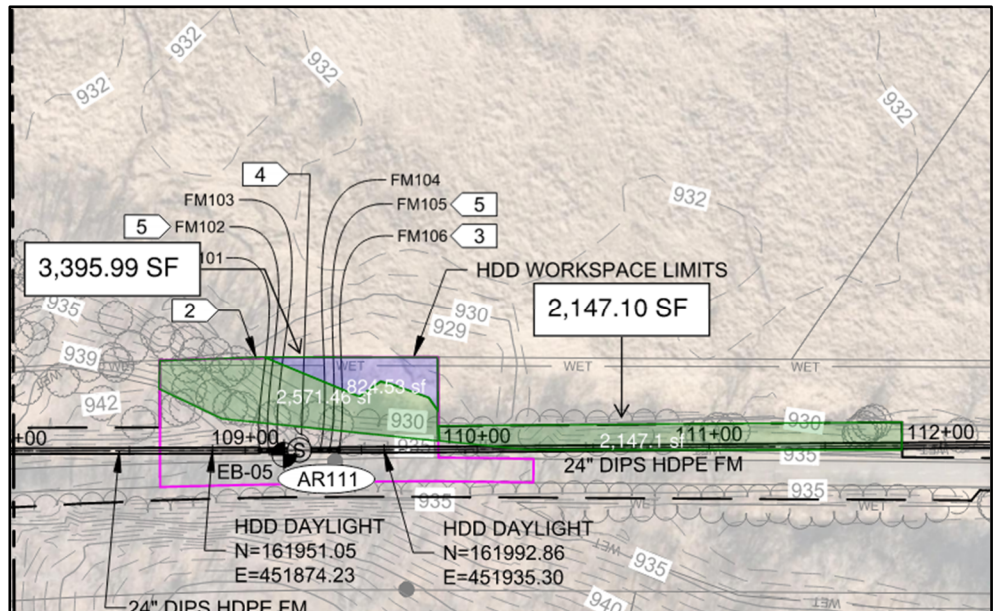 932
932
932
932
932
4
FM104
FM103
FM105
5
5
FM102
FM106
3
101
3,395.99 SF
HDD WORKSPACE LIMITS
2,147.10 SF
935
2
930
929
939
WET
WET
WET
WET
824.53 sf
2,571.46 sf
942
930
930
+00
109+00
110+00
111+00
112+00
2,147.1 sf
935
24" DIPS HDPE FM
S
EB-05
AR111
935
935
WET
HDD DAYLIGHT
N=161951.05
E=451874.23
HDD DAYLIGHT
N=161992.86
E=451935.30
WET
935
940
WET
24" DIPS HDPE FM